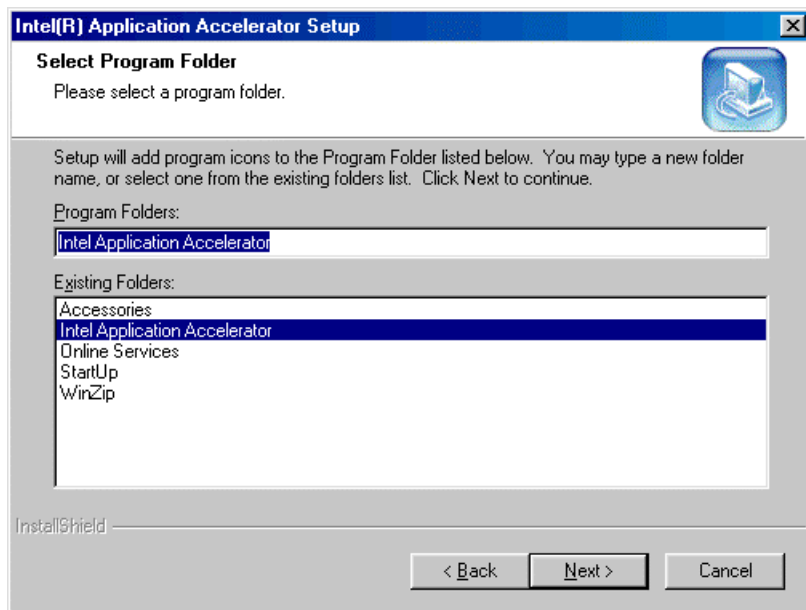 Intel(R) Application Accelerator Setup
Select Program Folder
Please select a program folder.
Setup will add program icons to the Program Folder listed below.  You may type a new folder
name, or select one from the existing folders list.  Click Next to continue.
Program Folders:
Intel Application Accelerator
Existing Folders:
Accessories
Intel Application Accelerator
Online Services
StartUp
WinZip
InstallShield
< Back
Next >
Cancel